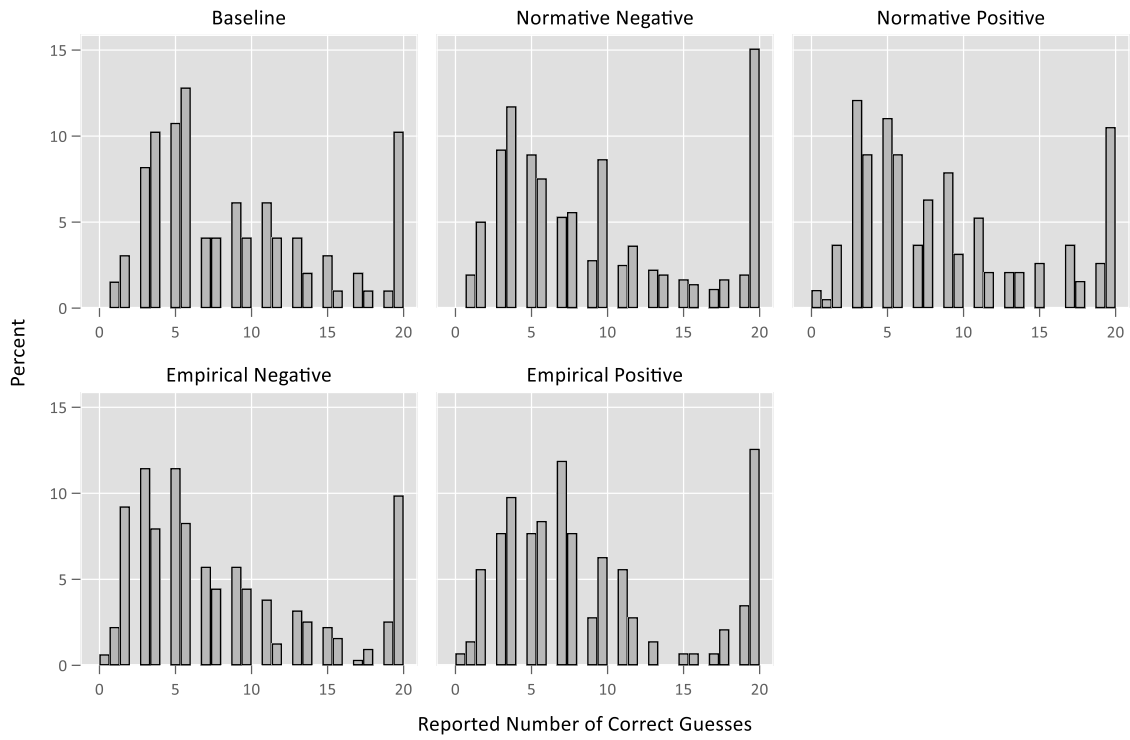 Baseline
Normative Negative
Normative Positive
15
10
5
0
0 5 10 15 20
0 5 10 15 20
0 5 10 15 20
Percent
Empirical Negative
Empirical Positive
15
10
5
0
0 5 10 15 20
0 5 10 15 20
Reported Number of Correct Guesses